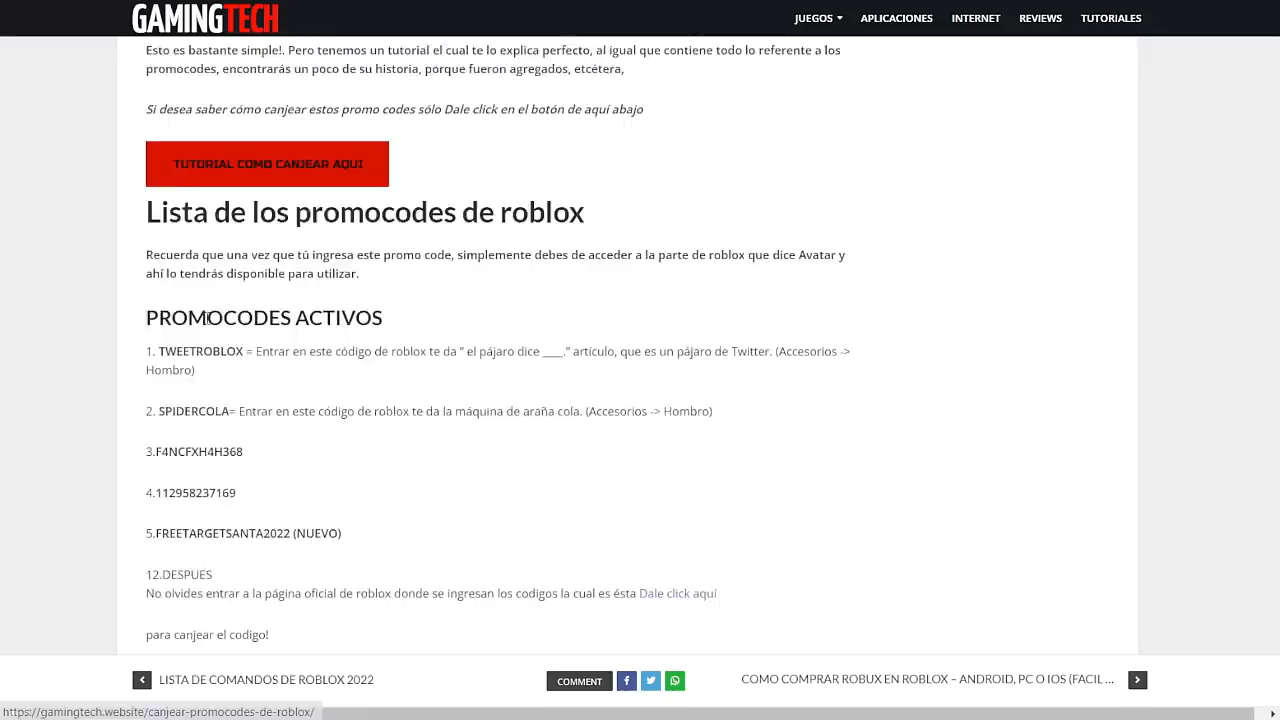 GAMINGTECH
JUEGOS APLICACIONES INTERNET REVIEWS TUTORIALES
Esto es bastante simple!. Pero tenemos un tutorial el cual te lo explica perfecto, al igual que contiene todo lo referente a los
promocodes, encontrarás un poco de su historia, porque fueron agregados, etcétera,
Si desea saber cómo canjear estos promo codes sólo Dale click en el botón de aquí abajo
TUTORIAL COMO CANJEAR AQUI
Lista de los promocodes de roblox
Recuerda que una vez que tú ingresa este promo code, simplemente debes de acceder a la parte de roblox que dice Avatar y
ahí lo tendrás disponible para utilizar.
PROMOCODES ACTIVOS
1. TWEETROBLOX = Entrar en este código de roblox te da " el pájaro dice ____." artículo, que es un pájaro de Twitter. (Accesorios ->
Hombro)
2. SPIDERCOLA= Entrar en este código de roblox te da la máquina de araña cola. (Accesorios -> Hombro)
3.F4NCFXH4H368
4.112958237169
5.FREETARGETSANTA2022 (NUEVO)
12.DESPUES
No olvides entrar a la página oficial de roblox donde se ingresan los codigos la cual es ésta Dale click aquí
para canjear el codigo!
LISTA DE COMANDOS DE ROBLOX 2022
COMMENT
COMO COMPRAR ROBUX EN ROBLOX – ANDROID, PC O IOS (FACIL ...
https://gamingtech.website/canjear-promocodes-de-roblox/